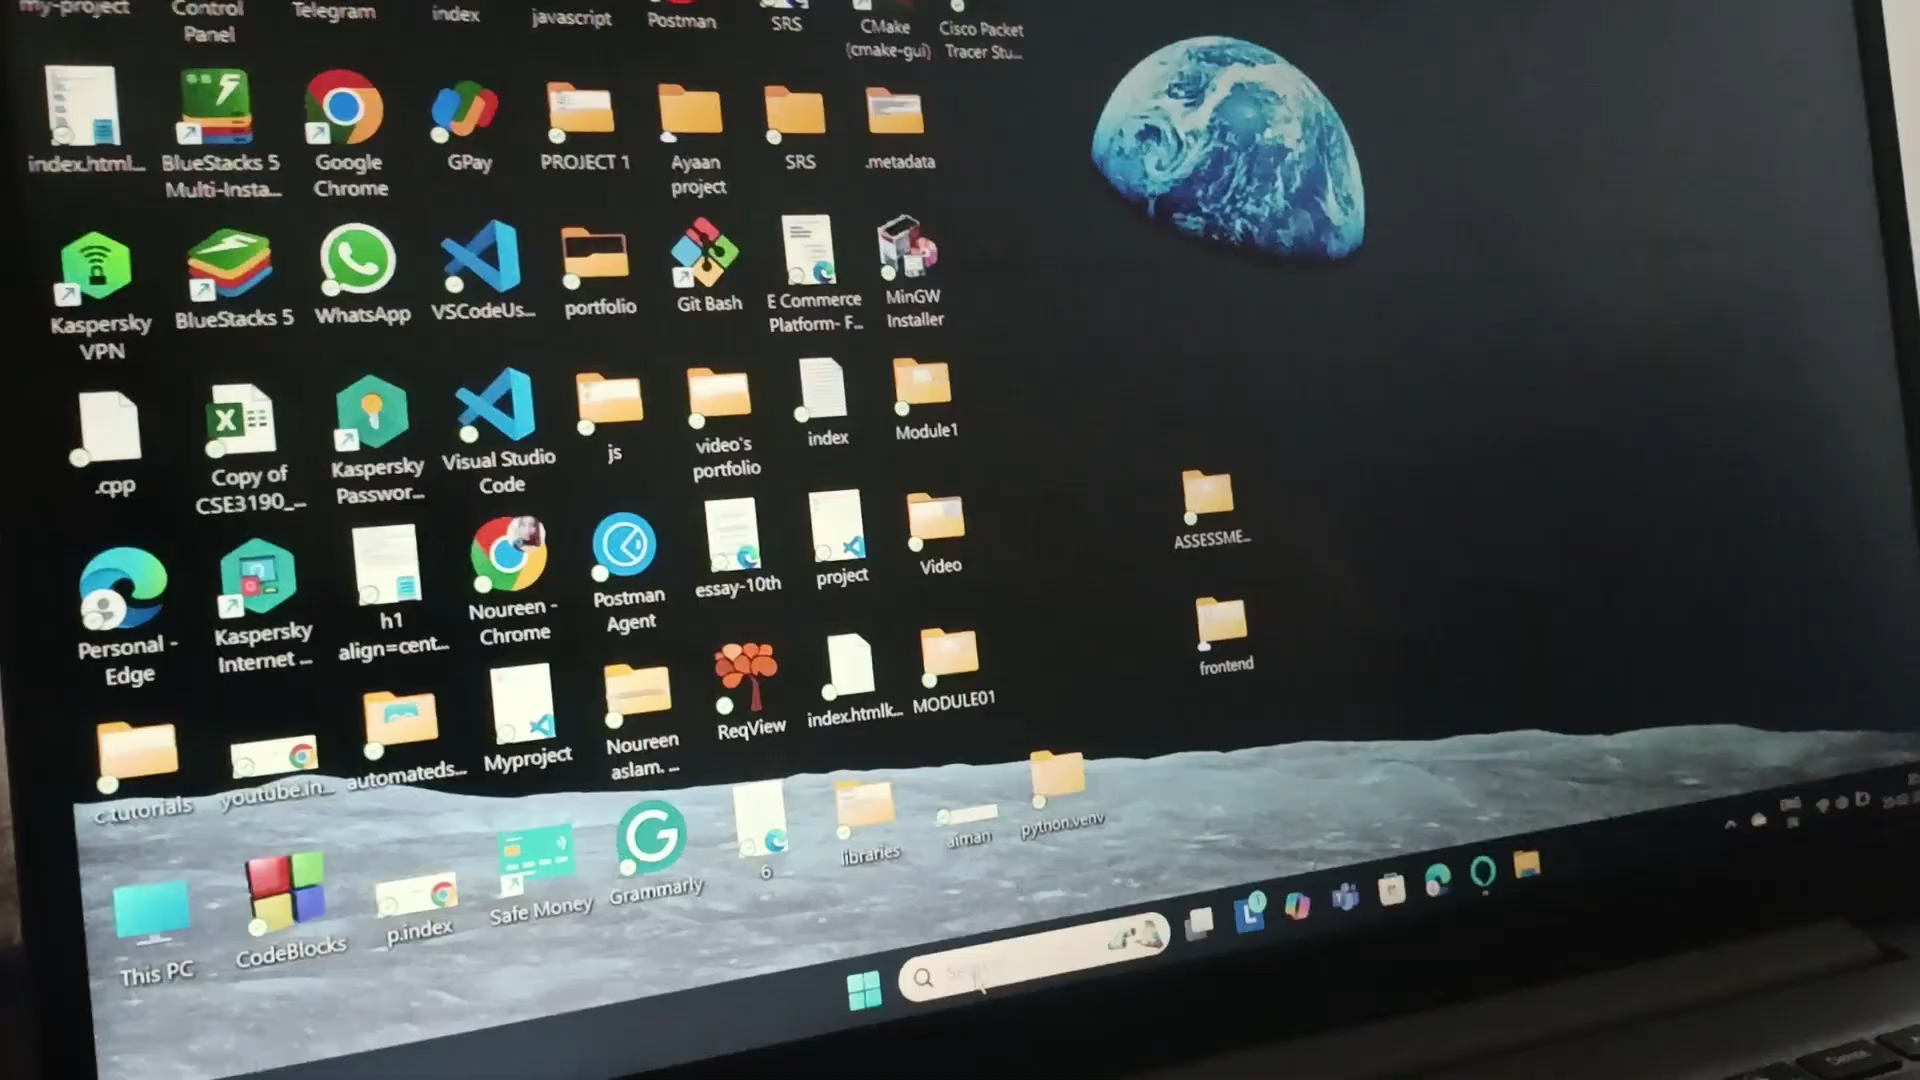 my-project
Control
Panel
Telegram
index
javascript
Postman
SRS
CMake
(cmake-gui)
Cisco Packet
Tracer Stu...
index.html...
BlueStacks 5
Multi-Insta...
Google
Chrome
GPay
PROJECT 1
Ayaan
project
SRS
.metadata
Kaspersky
VPN
BlueStacks 5
WhatsApp
VSCodeUs...
portfolio
Git Bash
E Commerce
Platform- F...
MinGW
Installer
.cpp
Copy of
CSE3190_...
Kaspersky
Passwor...
Visual Studio
Code
js
video's
portfolio
index
Module1
Personal -
Edge
Kaspersky
Internet ...
h1
align=cent...
Noureen -
Chrome
Postman
Agent
essay-10th
project
Video
ASSESSME...
c tutorials
youtube.in...
automateds...
Myproject
Noureen
aslam. ...
ReqView
index.htmlk...
MODULE01
frontend
This PC
CodeBlocks
p.index
Safe Money
Grammarly
6
libraries
aiman
python.venv
Delete